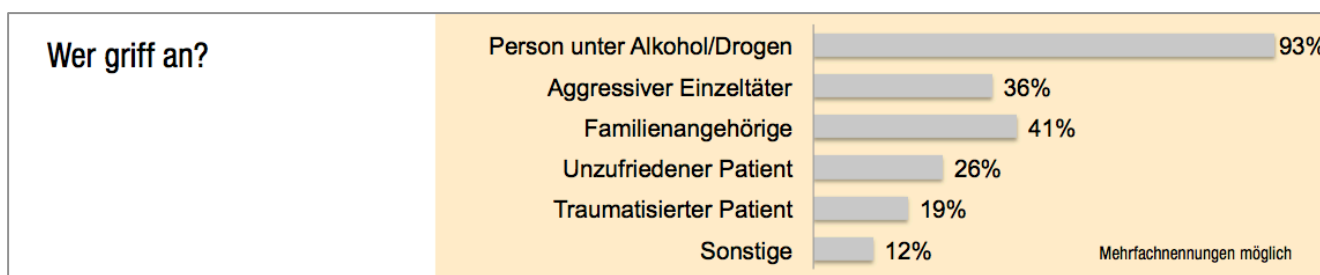 Wer griff an?
Person unter Alkohol/Drogen 93%
Aggressiver Einzeltäter 36%
Familienangehörige 41%
Unzufriedener Patient 26%
Traumatisierter Patient 19%
Sonstige 12%
Mehrfachnennungen möglich